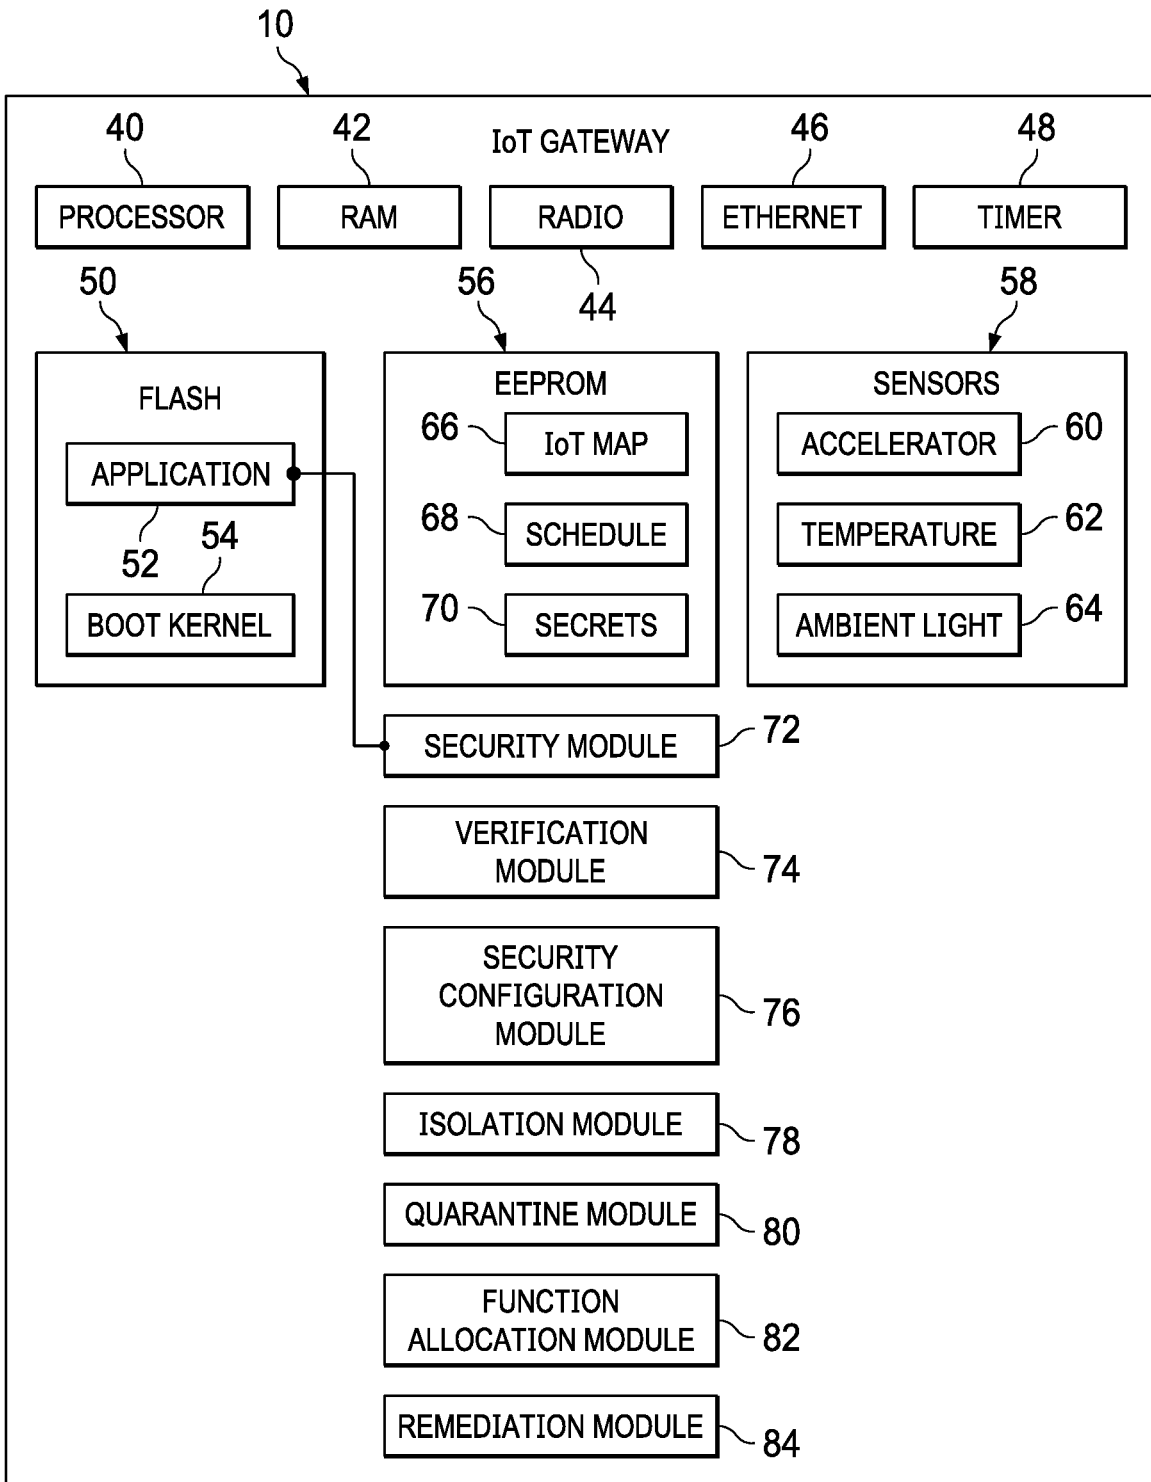 10
40
42
IoT GATEWAY
46
48
PROCESSOR
RAM
RADIO
ETHERNET
TIMER
50
56
44
58
FLASH
EEPROM
SENSORS
66
IoT MAP
ACCELERATOR
60
APPLICATION
68
SCHEDULE
TEMPERATURE
62
52
54
BOOT KERNEL
70
SECRETS
AMBIENT LIGHT
64
SECURITY MODULE
72
VERIFICATION
MODULE
74
SECURITY
CONFIGURATION
MODULE
76
ISOLATION MODULE
78
QUARANTINE MODULE
80
FUNCTION
ALLOCATION MODULE
82
REMEDIATION MODULE
84